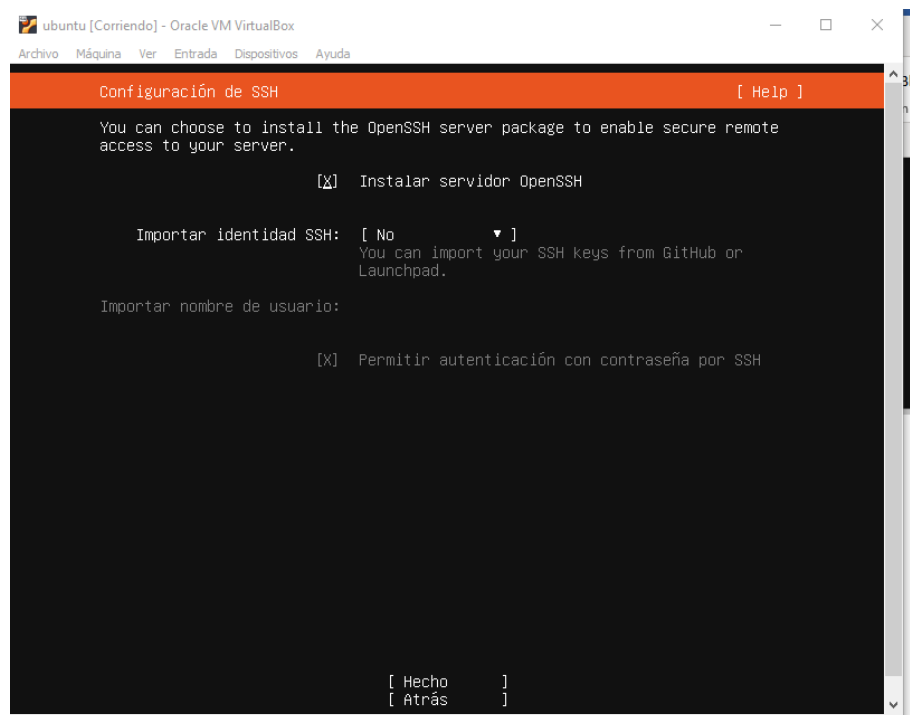 ubuntu [Corriendo] - Oracle VM VirtualBox
Archivo Máquina Ver Entrada Dispositivos Ayuda
Configuración de SSH [ Help ]
You can choose to install the OpenSSH server package to enable secure remote
access to your server.
[X] Instalar servidor OpenSSH
Importar identidad SSH: [ No ▾ ]
You can import your SSH keys from GitHub or
Launchpad.
Importar nombre de usuario:
[X] Permitir autenticación con contraseña por SSH
[ Hecho ]
[ Atrás ]